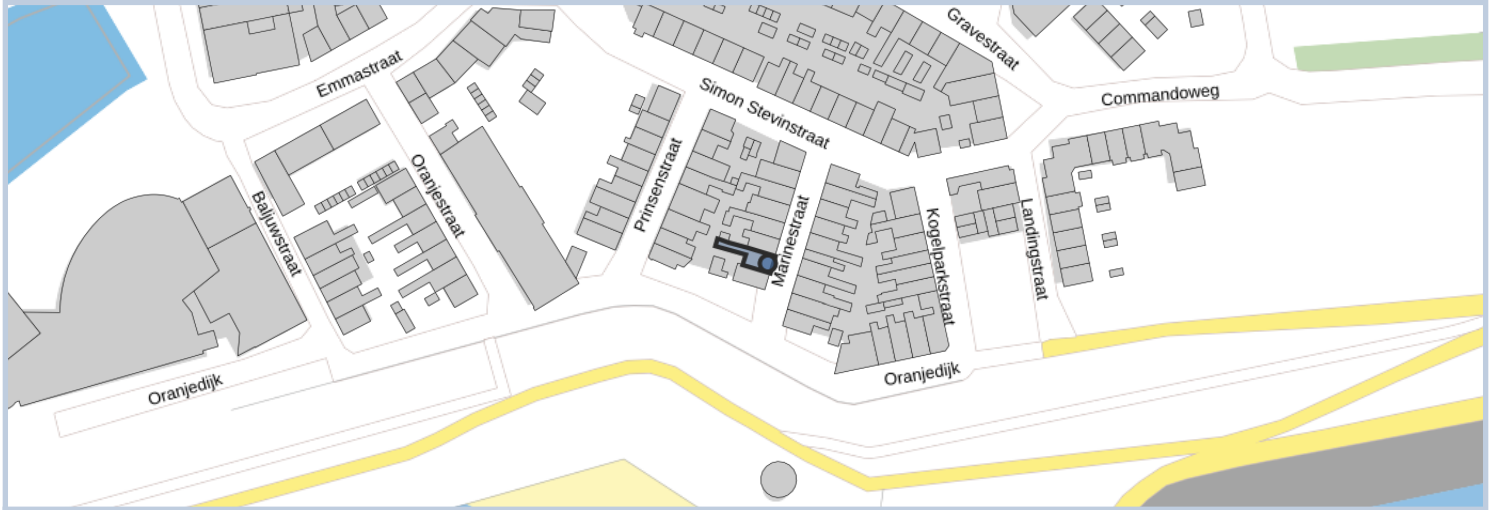 Gravestraat
Emmastraat
Simon Stevinstraat
Commandoweg
Oranjestraat
Prinsenstraat
Baljuwstraat
Marinestraat
Kogelparkstraat
Landingstraat
Oranjedijk
Oranjedijk